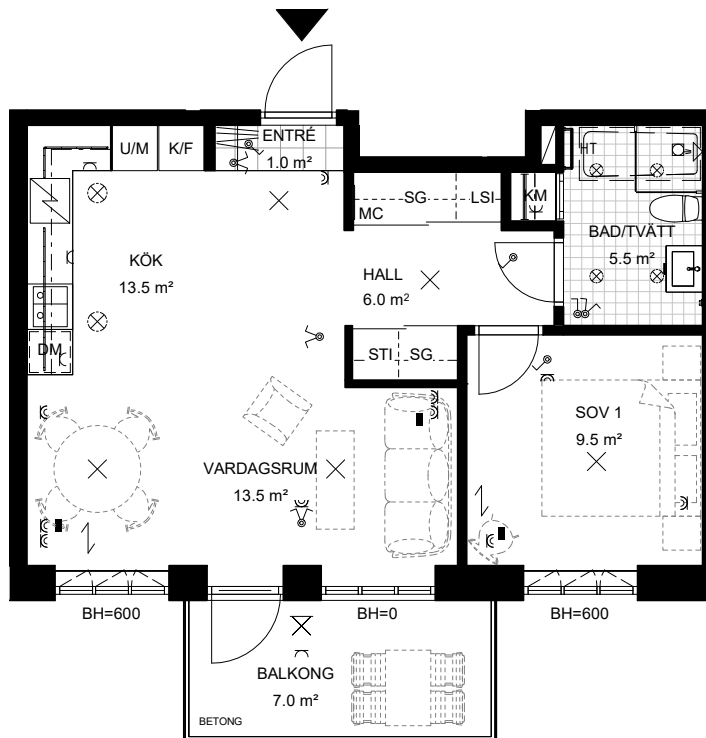 U/M
K/F
ENTRÉ
1.0 m²
HT
SG
LSI
MC
KM
BAD/TVÄTT
5.5 m²
KÖK
13.5 m²
HALL
6.0 m²
DM
STI
SG
SOV 1
9.5 m²
VARDAGSRUM
13.5 m²
BH=600
BH=0
BH=600
BALKONG
7.0 m²
BETONG